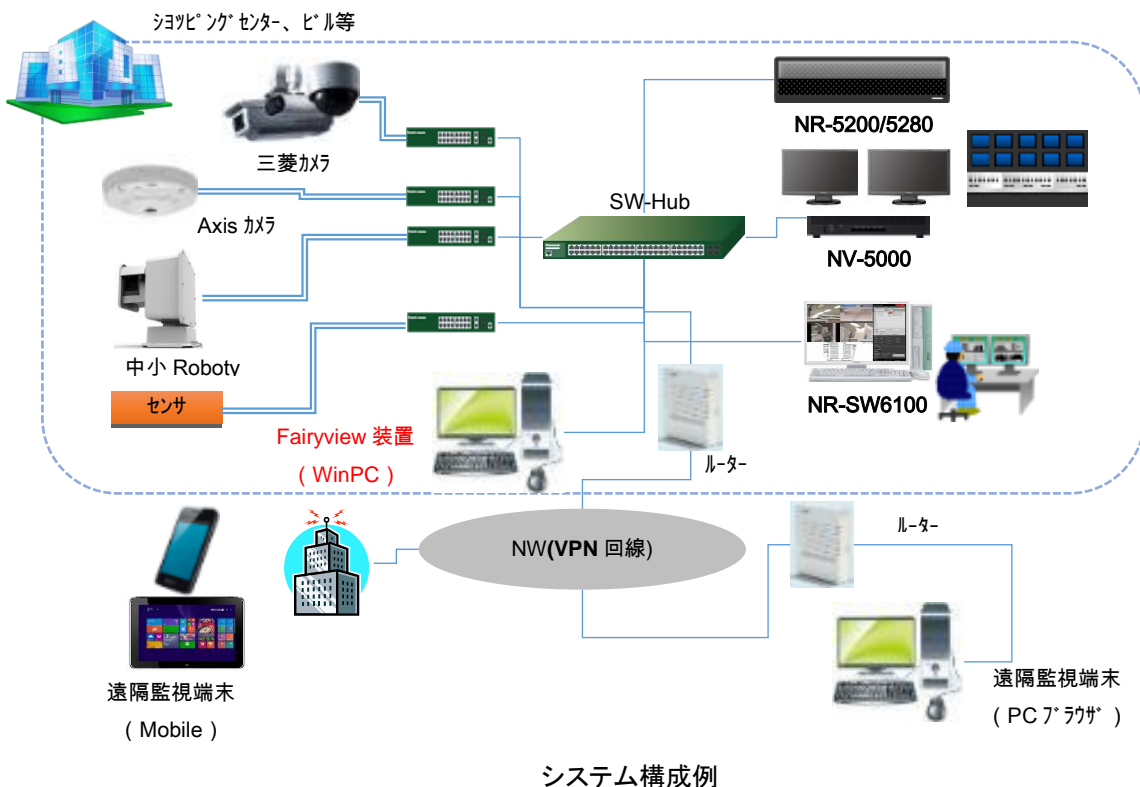 ｼｮｯﾋﾟﾝｸﾞｾﾝﾀｰ、ﾋﾞﾙ等
三菱カメラ
Axis ｶﾒﾗ
中小 Robotv
ｾﾝｻ
Fairyview 装置
( WinPC )
SW-Hub
NR-5200/5280
NV-5000
NR-SW6100
ﾙｰﾀｰ
NW(VPN 回線)
ﾙｰﾀｰ
遠隔監視端末
( Mobile )
遠隔監視端末
( PC ﾌﾞﾗｳｻﾞ )
システム構成例